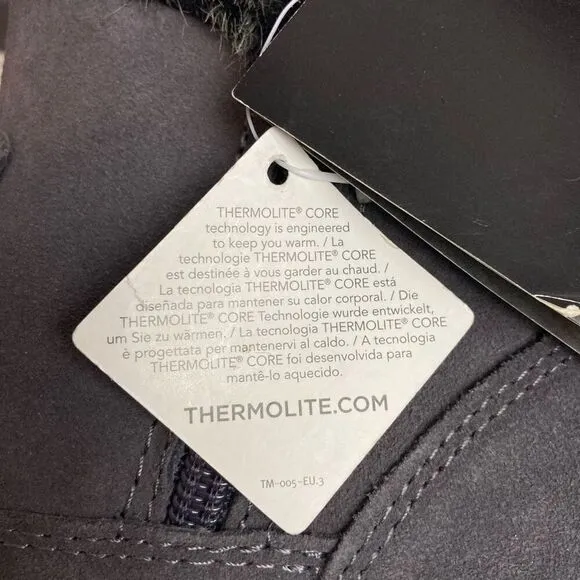 THERMOLITE® CORE
technology is engineered
to keep you warm. / La
technologie THERMOLITE® CORE
est destinée à vous garder au chaud. /
La tecnologia THERMOLITE® CORE está
diseñada para mantener su calor corporal. / Die
THERMOLITE® CORE Technologie wurde entwickelt,
um Sie zu wärmen. / La tecnologia THERMOLITE® CORE
è progettata per mantenervi al caldo. / A tecnologia
THERMOLITE® CORE foi desenvolvida para
mantê-lo aquecido.
THERMOLITE.COM
TM-005-EU.3